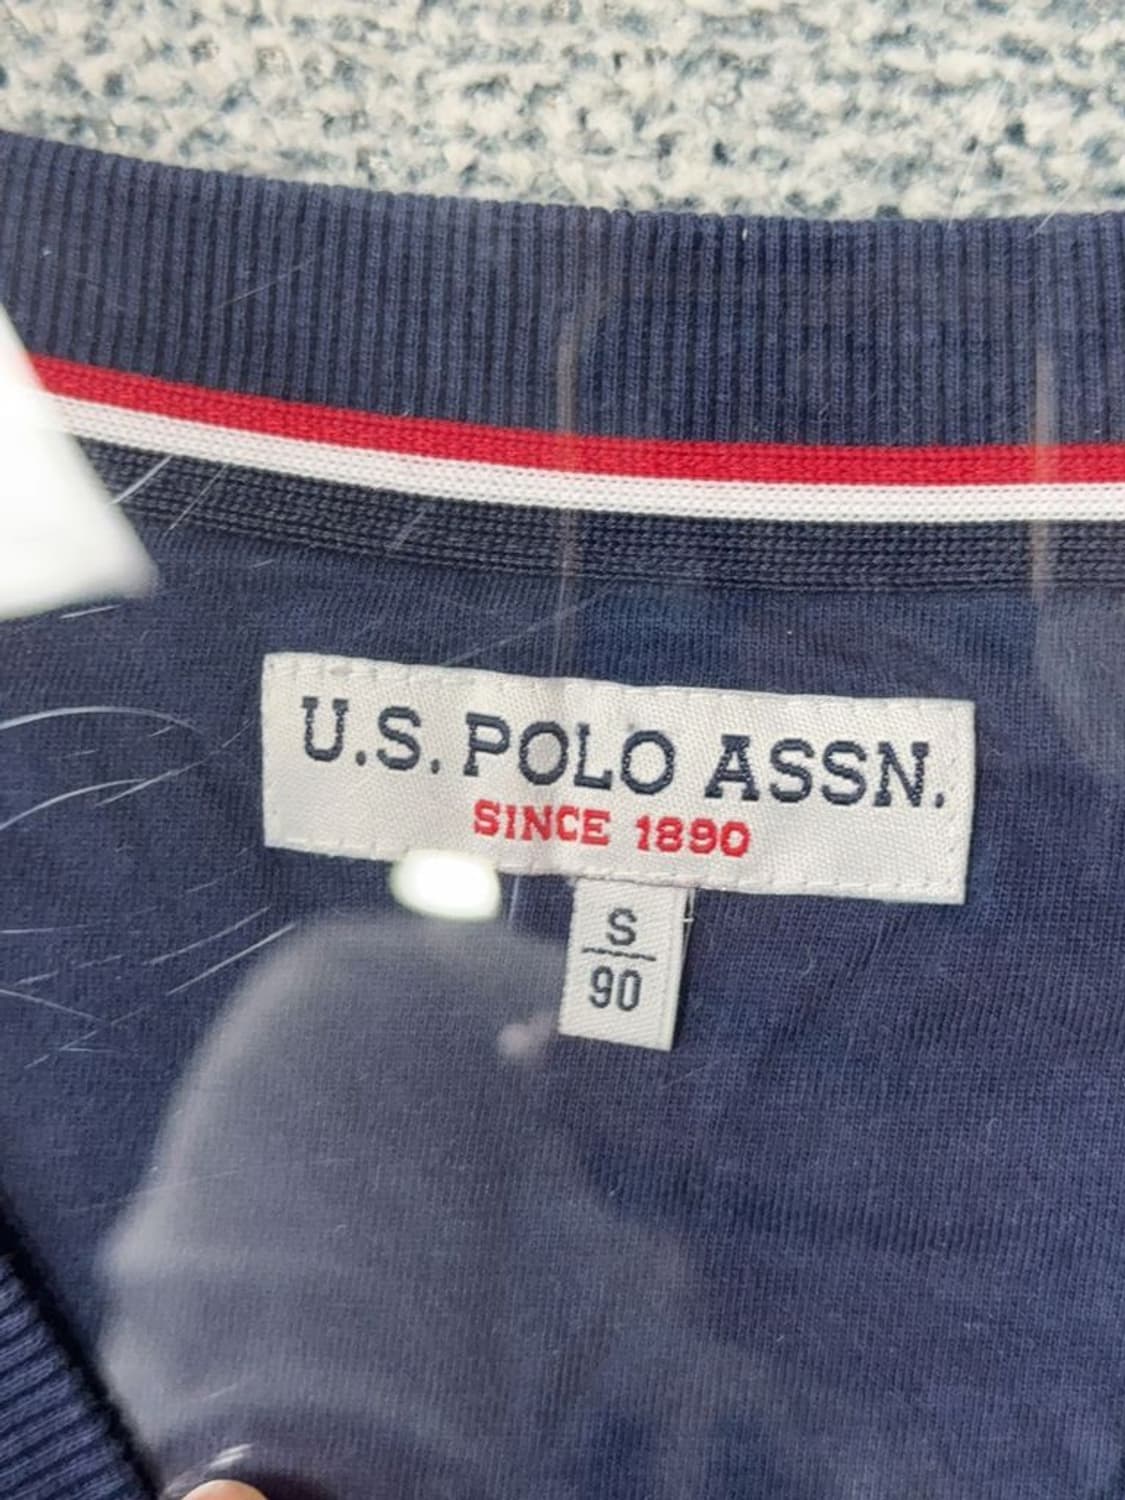 U.S. POLO ASSN.
SINCE 1890
S
90